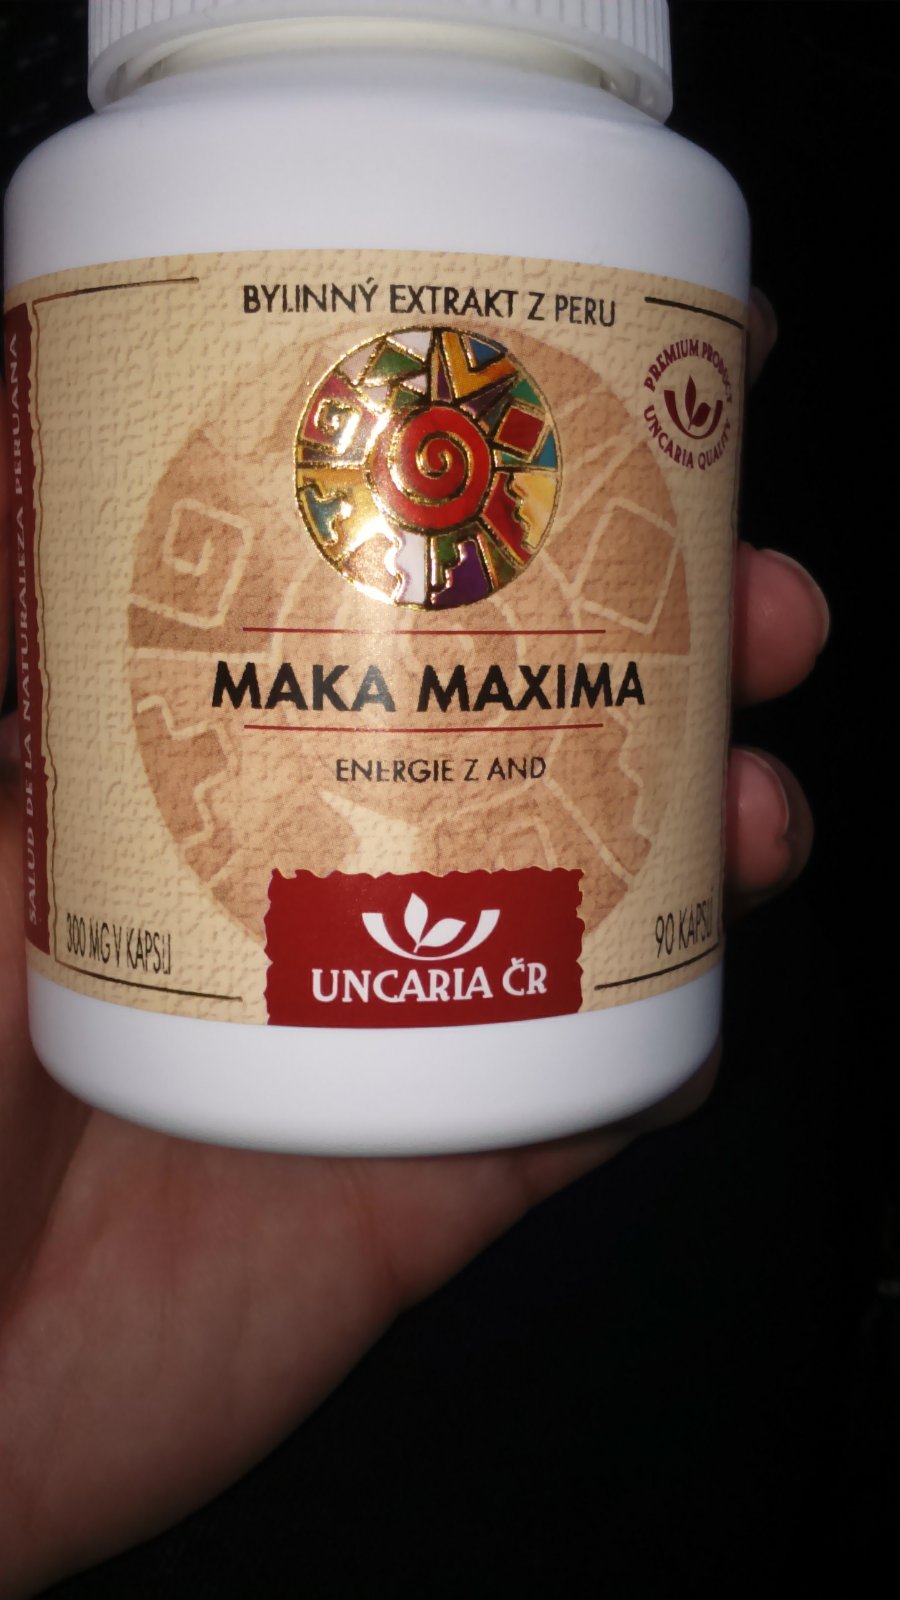 BYLINNÝ EXTRAKT Z PERU
PREMIUM PRODUCT
UNCARIA QUALITY
SALUD DE LA NATURALEZA PERUANA
MAKA MAXIMA
ENERGIE Z AND
300 MG V KAPSLI
90 KAPSLÍ
UNCARIA ČR